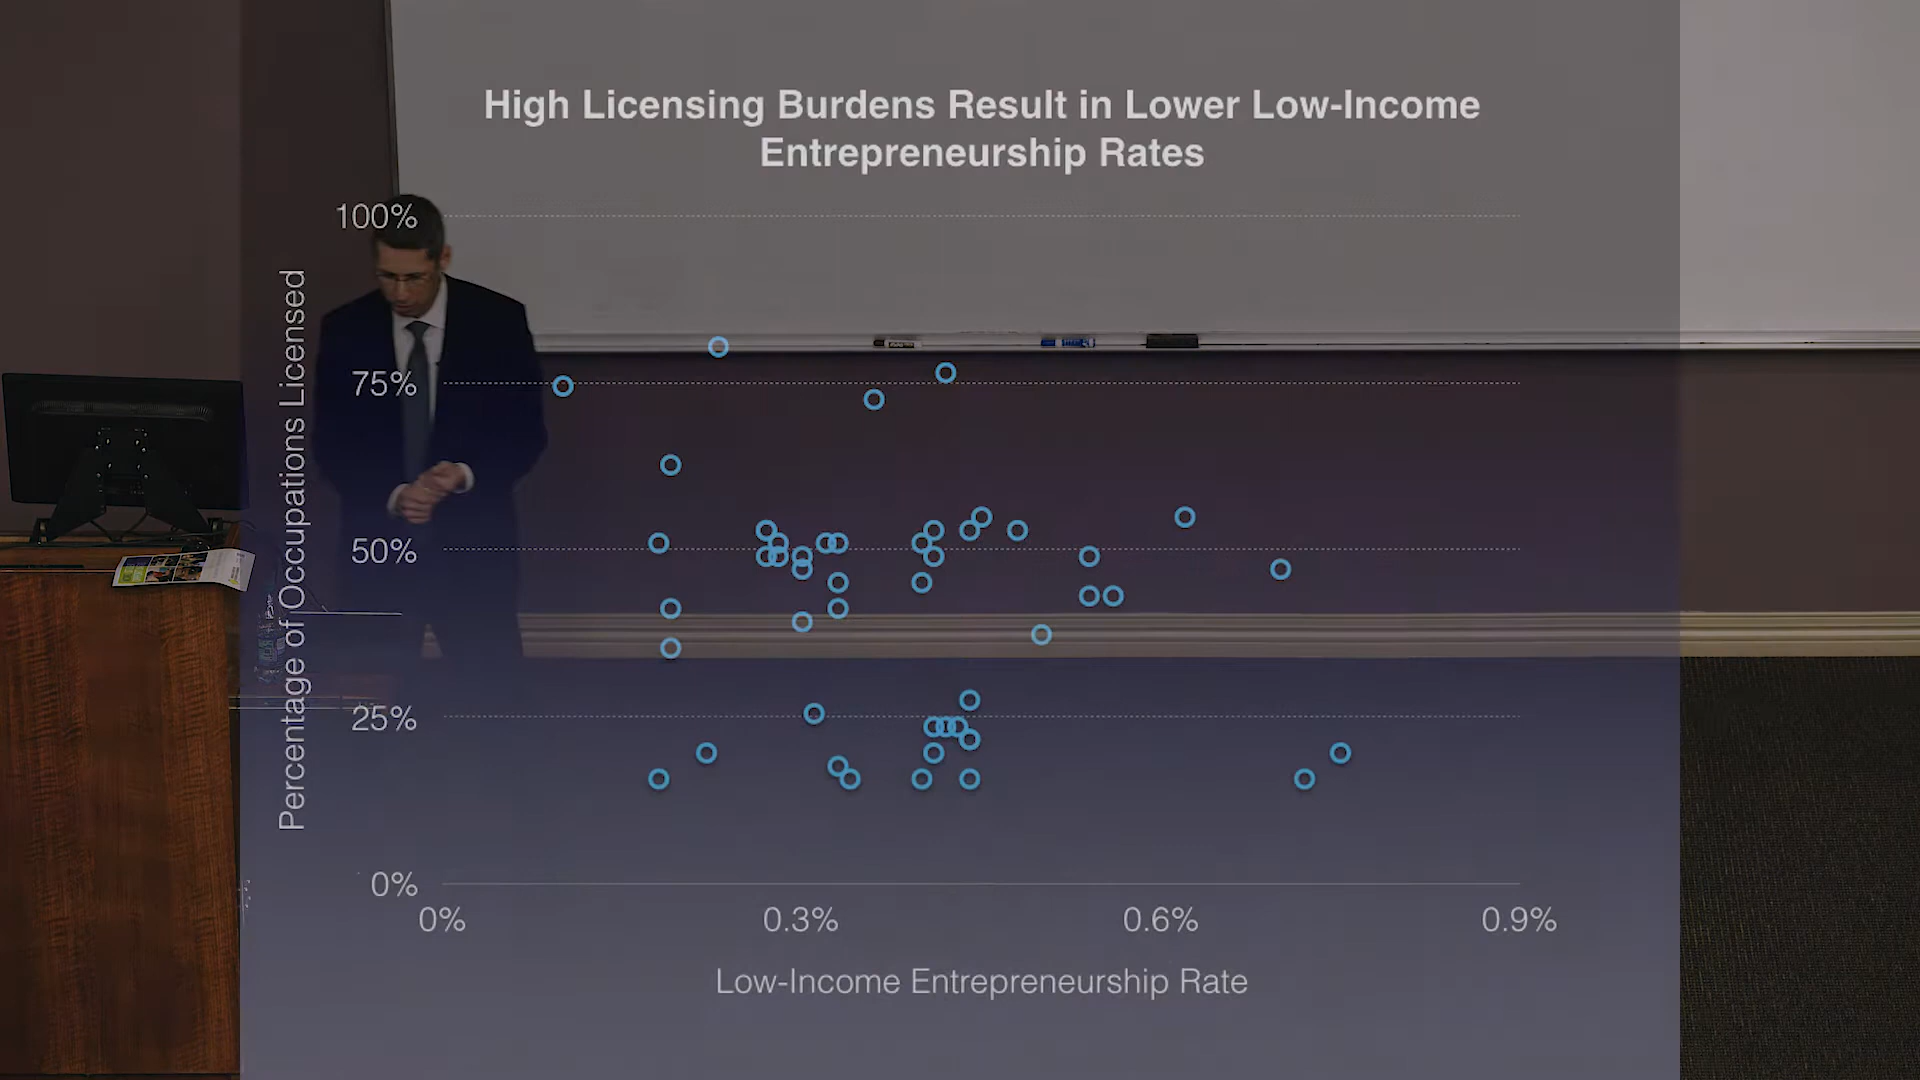 High Licensing Burdens Result in Lower Low-Income
Entrepreneurship Rates
100%
75%
50%
25%
0%
Percentage of Occupations Licensed
0%
0.3%
0.6%
0.9%
Low-Income Entrepreneurship Rate